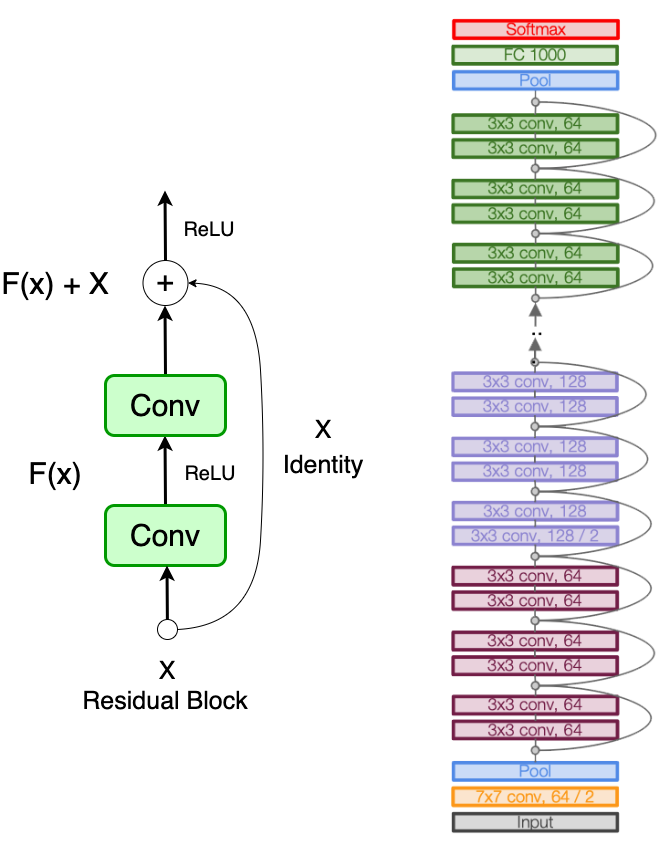 ReLU
F(x) + X
+
Conv
X
Identity
F(x)
ReLU
Conv
X
Residual Block
Softmax
FC 1000
Pool
3x3 conv, 64
3x3 conv, 64
3x3 conv, 64
3x3 conv, 64
3x3 conv, 64
3x3 conv, 64
..
3x3 conv, 128
3x3 conv, 128
3x3 conv, 128
3x3 conv, 128
3x3 conv, 128
3x3 conv, 128 / 2
3x3 conv, 64
3x3 conv, 64
3x3 conv, 64
3x3 conv, 64
3x3 conv, 64
3x3 conv, 64
Pool
7x7 conv, 64 / 2
Input